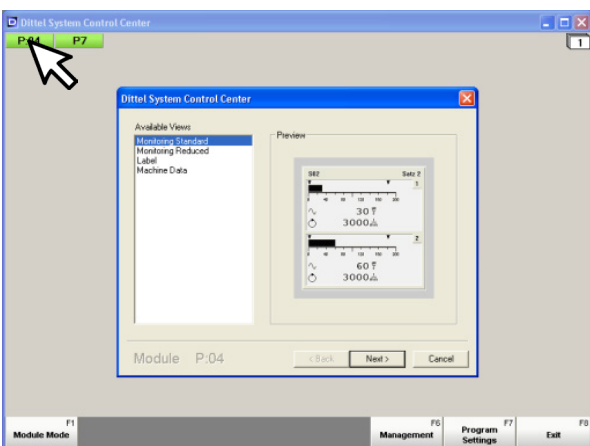 Dittel System Control Center
P:04 P7
1
Dittel System Control Center
Available Views
Monitoring Standard
Monitoring Reduced
Label
Machine Data
Preview
S62 Satz 2
1
30
3000
2
60
3000
Module P:04
< Back Next > Cancel
F1 F6 F7 F8
Module Mode Management Program Settings Exit